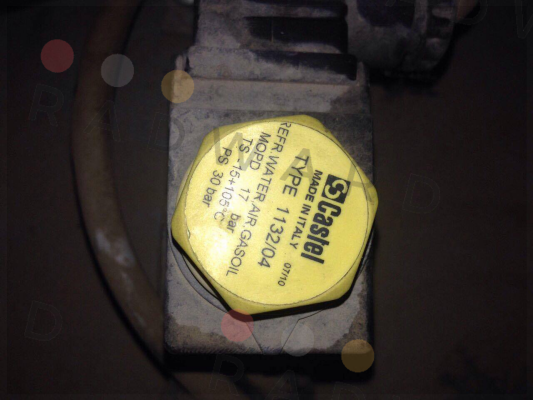 Castel
MADE IN ITALY 07/10
TYPE 1132/04
REFR.WATER.AIR.GASOIL
MOPD 17 bar
TS -15+105°C
PS 30 bar